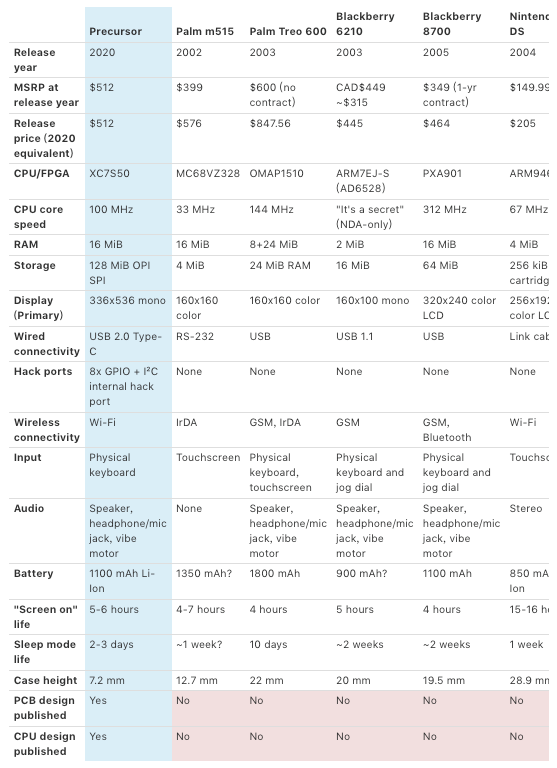 Precursor Palm m515 Palm Treo 600 Blackberry 6210 Blackberry 8700 DS
Release year 2020 2002 2003 2003 2005 2004
MSRP at release year $512 $399 $600 (no contract) CAD$449 ~$315 $349 (1-yr contract) $149.99
Release price (2020 equivalent) $512 $576 $847.56 $445 $464 $205
CPU/FPGA XC7S50 MC68VZ328 OMAP1510 ARM7EJ-S (AD6528) PXA901
CPU core speed 100 MHz 33 MHz 144 MHz "It's a secret" (NDA-only) 312 MHz 67 MHz
RAM 16 MiB 16 MiB 8+24 MiB 2 MiB 16 MiB 4 MiB
Storage 128 MiB OPI SPI 4 MiB 24 MiB RAM 16 MiB 64 MiB 256 kiB
Display (Primary) 336x536 mono 160x160 color 160x160 color 160x100 mono 320x240 color LCD color
Wired connectivity USB 2.0 Type-C RS-232 USB USB 1.1 USB Link
Hack ports 8x GPIO + I²C internal hack port None None None None None
Wireless connectivity Wi-Fi IrDA GSM, IrDA GSM GSM, Bluetooth Wi-Fi
Input Physical keyboard Touchscreen Physical keyboard, touchscreen Physical keyboard and jog dial Physical keyboard and jog dial
Audio Speaker, headphone/mic jack, vibe motor None Speaker, headphone/mic jack, vibe motor Speaker, headphone/mic jack, vibe motor Speaker, headphone/mic jack, vibe motor Stereo
Battery 1100 mAh Li-Ion 1350 mAh? 1800 mAh 900 mAh? 1100 mAh 850 Ion
"Screen on" life 5-6 hours 4-7 hours 4 hours 5 hours 4 hours 15-16
Sleep mode life 2-3 days ~1 week? 10 days ~2 weeks ~2 weeks 1 week
Case height 7.2 mm 12.7 mm 22 mm 20 mm 19.5 mm 28.9
PCB design published Yes No No No No No
CPU design published Yes No No No No No